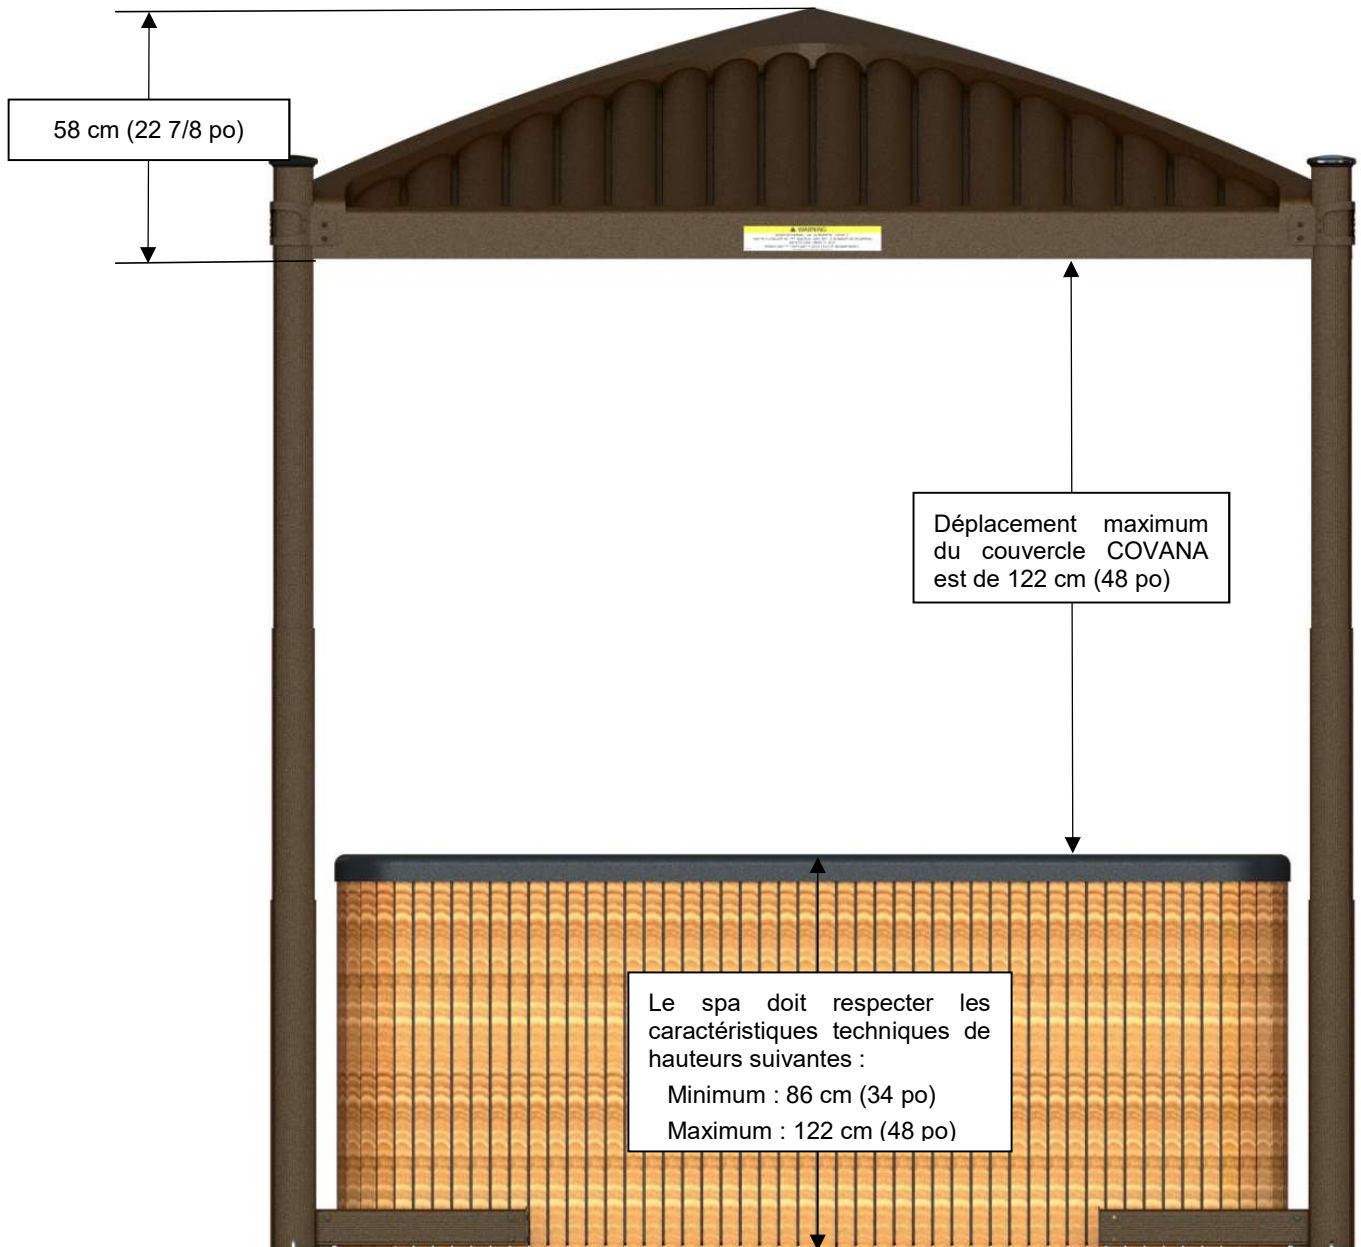 58 cm (22 7/8 po)
WARNING
Déplacement maximum
du couvercle COVANA
est de 122 cm (48 po)
Le spa doit respecter les
caractéristiques techniques de
hauteurs suivantes :
Minimum : 86 cm (34 po)
Maximum : 122 cm (48 po)